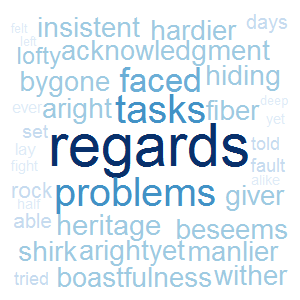 felt insistent hardier days
left
lofty acknowledgment
bygone faced hiding
ever aright tasks fiber deep
yet
set regards told
lay
fight problems fault
alike
rock giver
half
able heritage beseems
shirk arightyet manlier
tried boastfulness wither